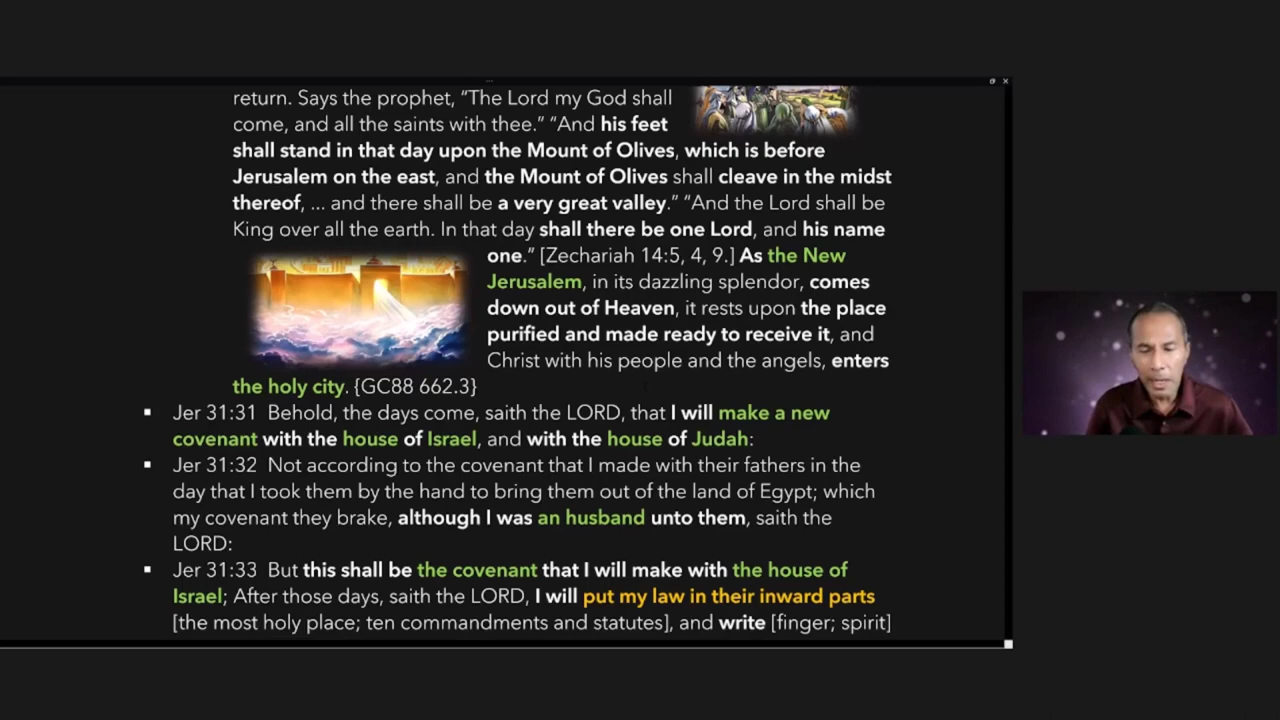 return. Says the prophet, “The Lord my God shall
come, and all the saints with thee.” “And his feet
shall stand in that day upon the Mount of Olives, which is before
Jerusalem on the east, and the Mount of Olives shall cleave in the midst
thereof, ... and there shall be a very great valley.” “And the Lord shall be
King over all the earth. In that day shall there be one Lord, and his name
one.” [Zechariah 14:5, 4, 9.] As the New
Jerusalem, in its dazzling splendor, comes
down out of Heaven, it rests upon the place
purified and made ready to receive it, and
Christ with his people and the angels, enters
the holy city. {GC88 662.3}
▪ Jer 31:31 Behold, the days come, saith the LORD, that I will make a new
covenant with the house of Israel, and with the house of Judah:
▪ Jer 31:32 Not according to the covenant that I made with their fathers in the
day that I took them by the hand to bring them out of the land of Egypt; which
my covenant they brake, although I was an husband unto them, saith the
LORD:
▪ Jer 31:33 But this shall be the covenant that I will make with the house of
Israel; After those days, saith the LORD, I will put my law in their inward parts
[the most holy place; ten commandments and statutes], and write [finger; spirit]